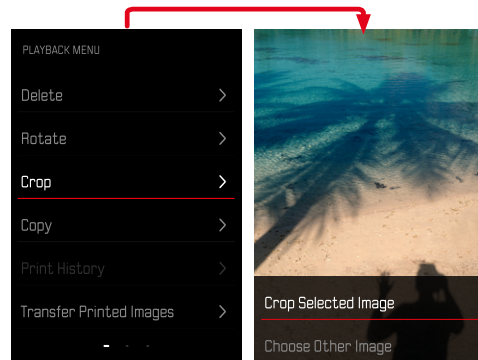 PLAYBACK MENU
Delete
Rotate
Crop
Copy
Print History
Transfer Printed Images
Crop Selected Image
Choose Other Image